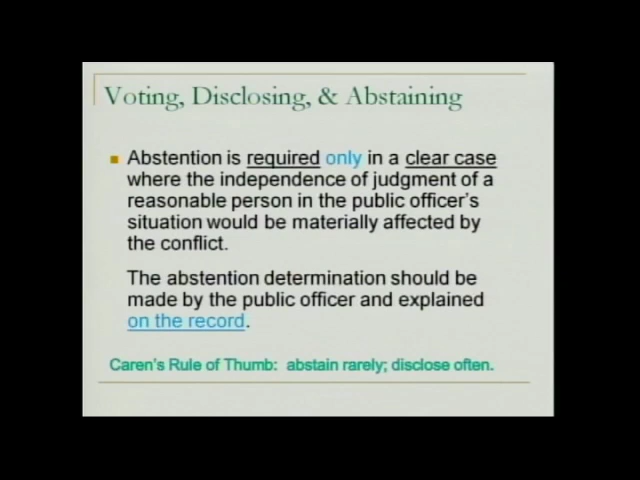 Voting, Disclosing, & Abstaining
Abstention is required only in a clear case
where the independence of judgment of a
reasonable person in the public officer's
situation would be materially affected by
the conflict.
The abstention determination should be
made by the public officer and explained
on the record.
Caren's Rule of Thumb: abstain rarely; disclose often.